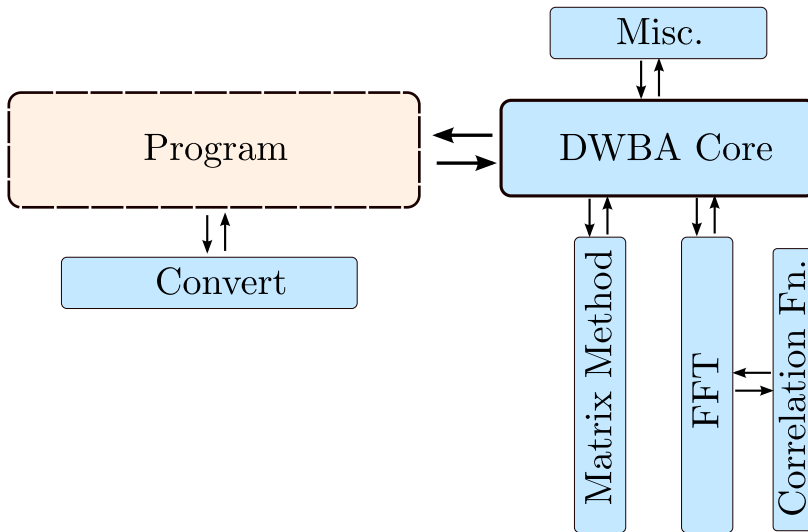 Misc.
Program
DWBA Core
Convert
Matrix Method
FFT
Correlation Fn.